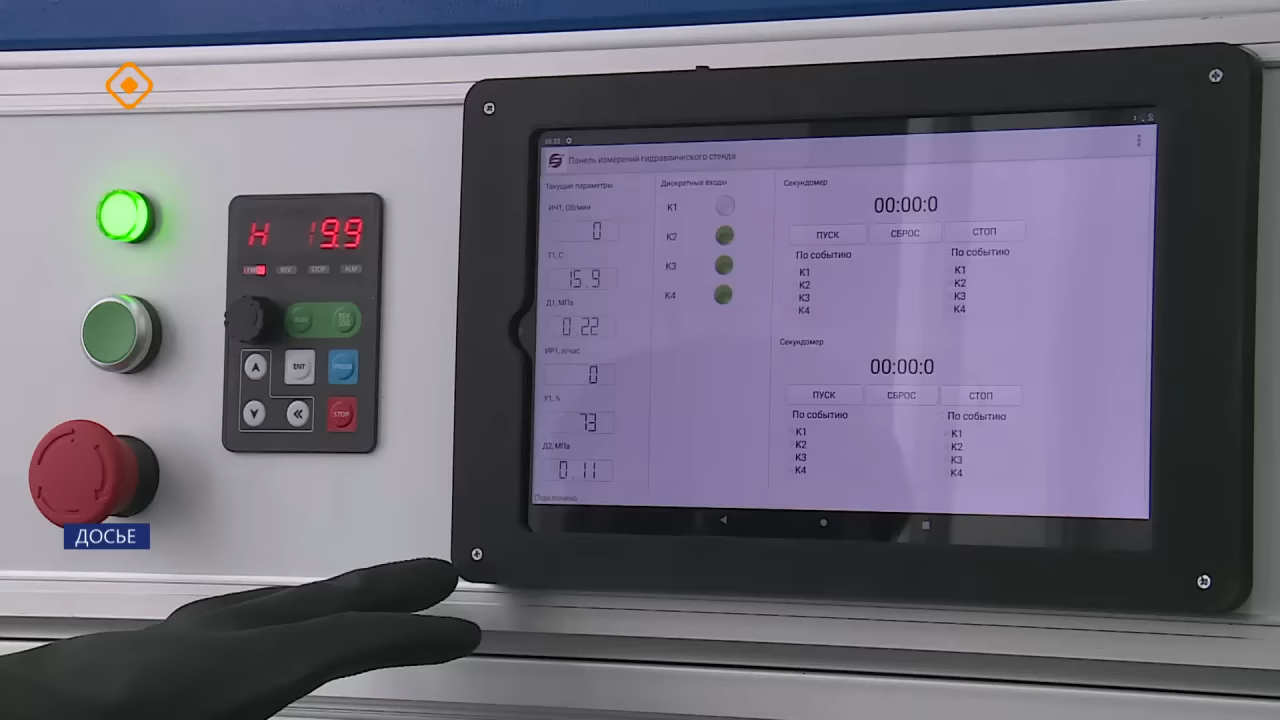 05:33
Панель измерений гидравлического стенда
Текущие параметры
ИЧ1, Об/мин
0
Т1, С
15.9
Д1, МПа
0.22
ИР1, л/час
0
У1, %
73
Д2, МПа
0.11
Подключено
Дискретные входы
К1
К2
К3
К4
Секундомер
00:00:0
ПУСК
СБРОС
СТОП
По событию
К1
К2
К3
К4
По событию
К1
К2
К3
К4
Секундомер
00:00:0
ПУСК
СБРОС
СТОП
По событию
К1
К2
К3
К4
По событию
К1
К2
К3
К4
H
REV
STOP
ALM
ENT
STOP
ДОСЬЕ